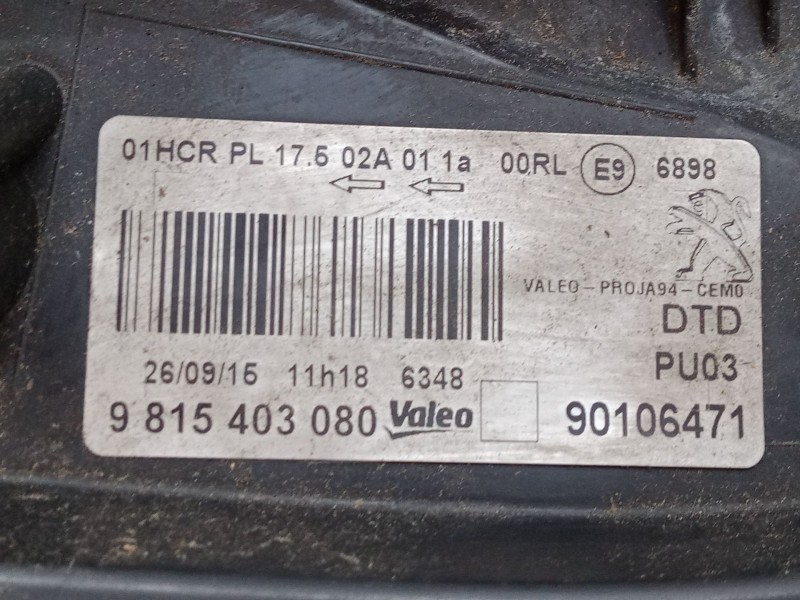 01HCR PL 17.5 02A 01 1a 00RL E9 6898
VALEO-PROJA94-CEMO
DTD
26/09/15 11h18 6348 PU03
9 815 403 080 Valeo 90106471